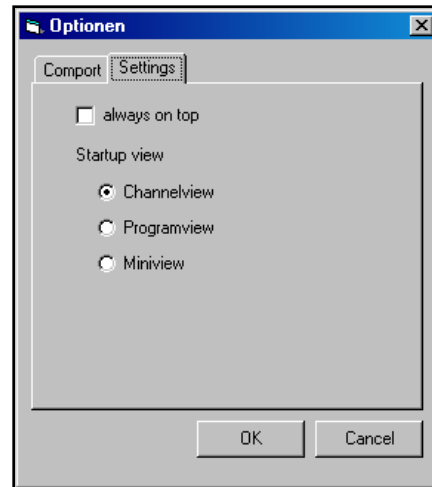 Optionen
Comport Settings
always on top
Startup view
Channelview
Programview
Miniview
OK Cancel